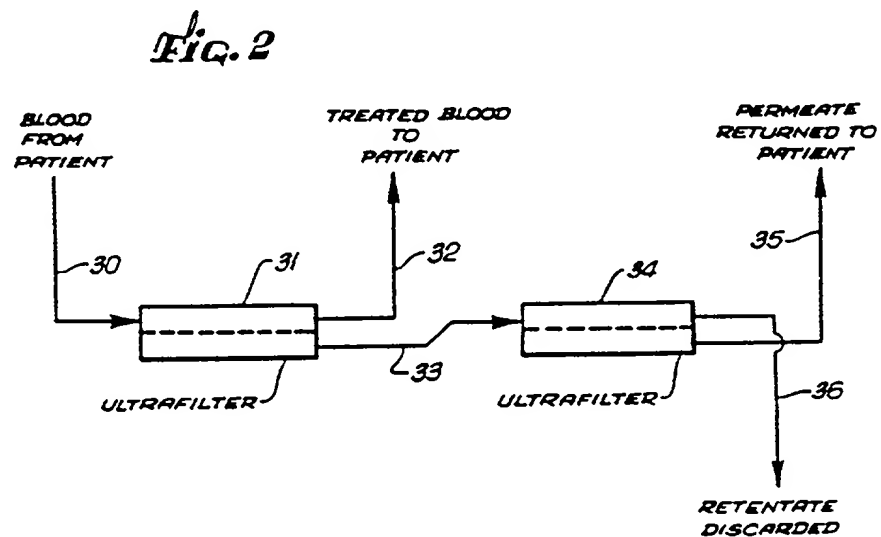 Fig. 2
BLOOD
FROM
PATIENT
TREATED BLOOD
TO
PATIENT
PERMEATE
RETURNED TO
PATIENT
30
31
32
33
34
35
36
ULTRAFILTER
ULTRAFILTER
RETENTATE
DISCARDED